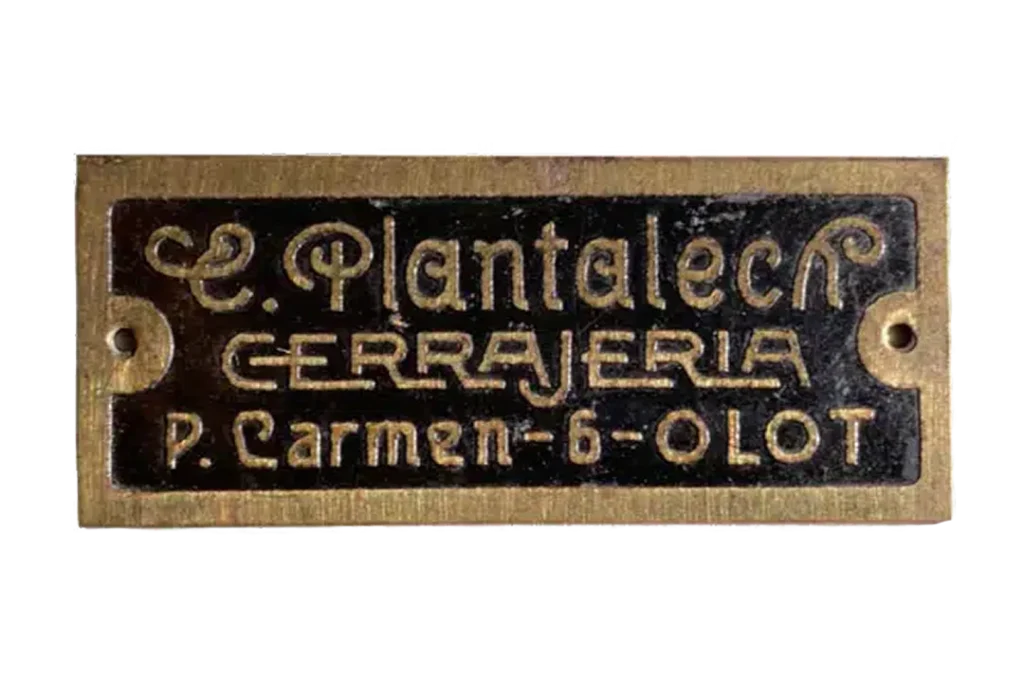 E. Plantalech
CERRAJERIA
P. Carmen-6-OLOT